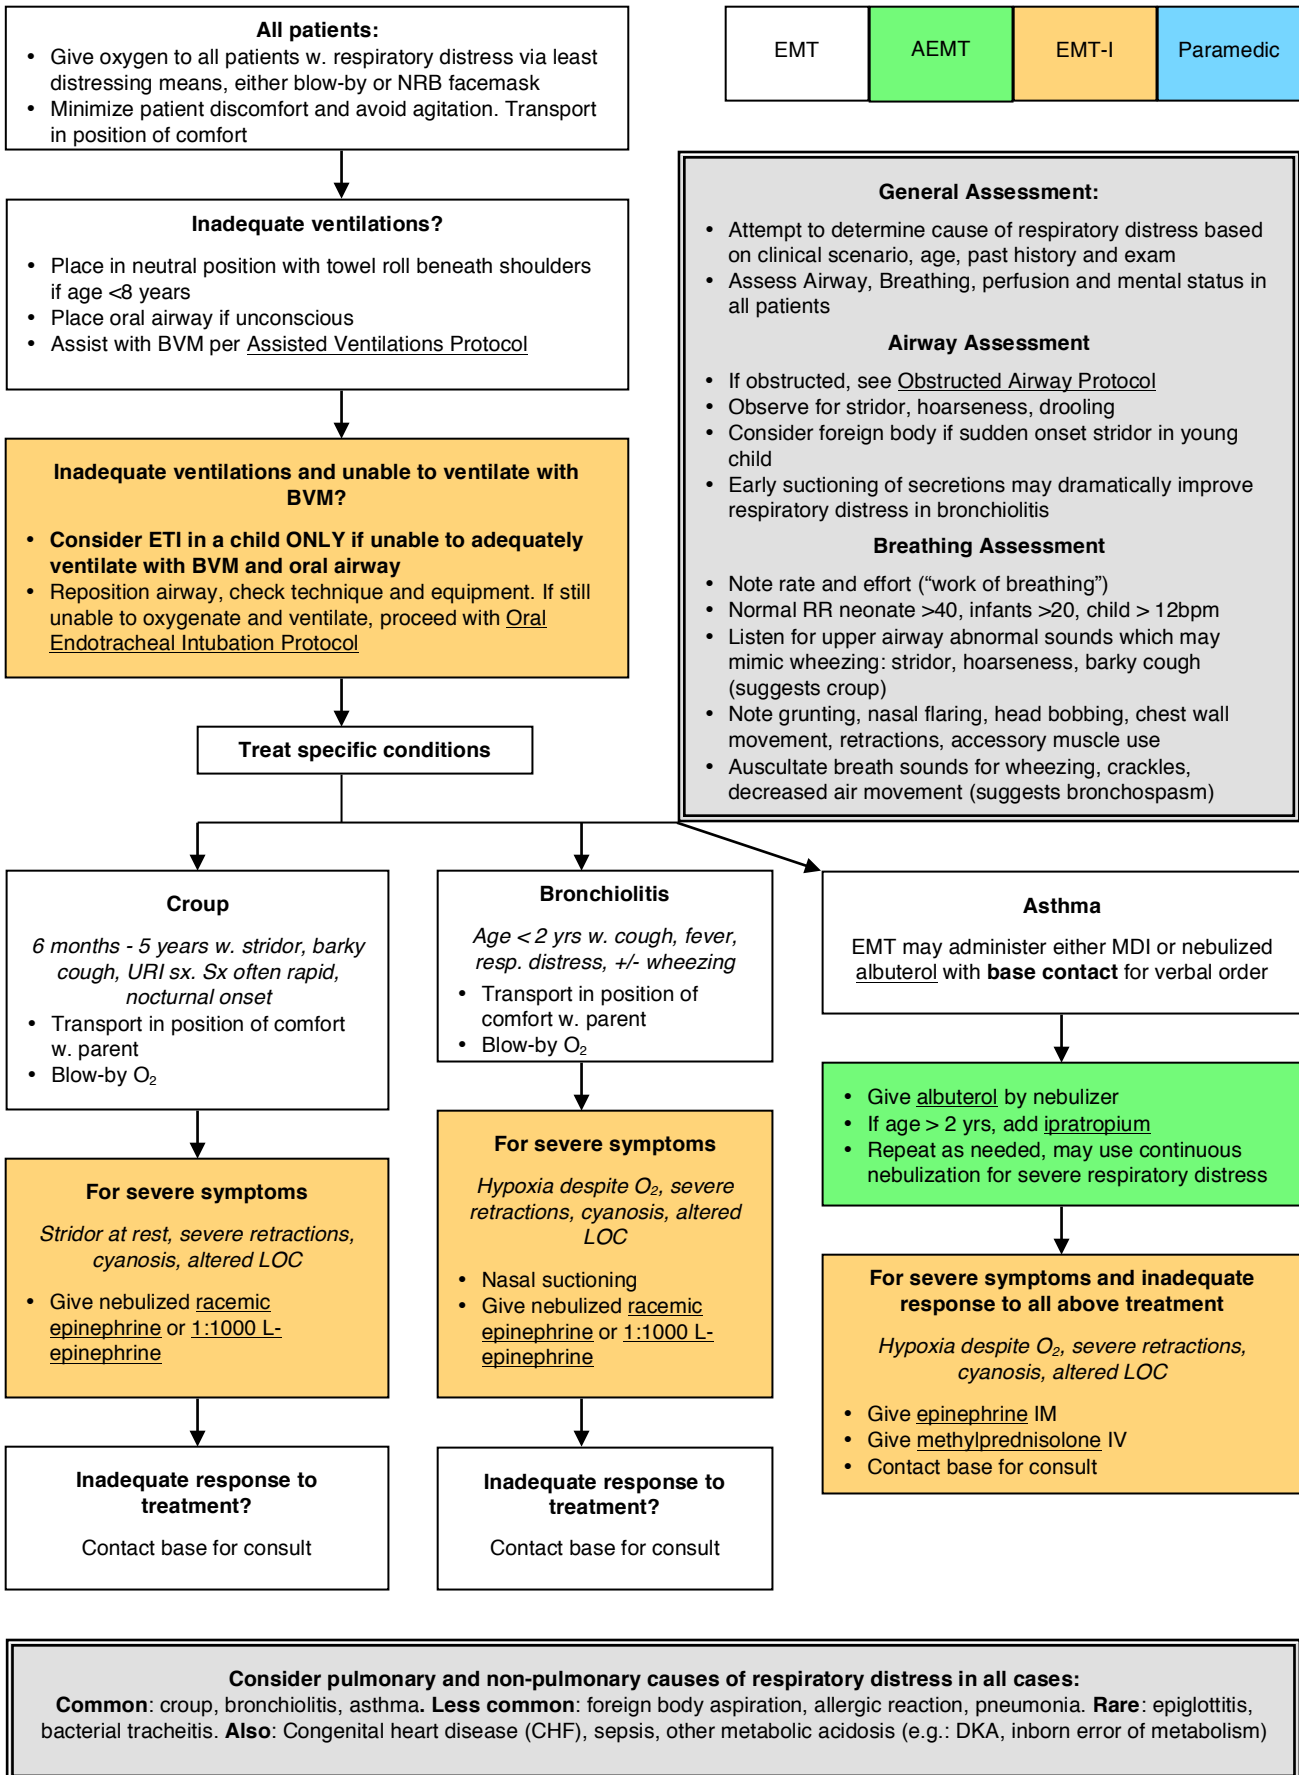 All patients:
• Give oxygen to all patients w. respiratory distress via least
distressing means, either blow-by or NRB facemask
• Minimize patient discomfort and avoid agitation. Transport
in position of comfort
EMT
AEMT
EMT-I
Paramedic
Inadequate ventilations?
• Place in neutral position with towel roll beneath shoulders
if age <8 years
• Place oral airway if unconscious
• Assist with BVM per Assisted Ventilations Protocol
Inadequate ventilations and unable to ventilate with
BVM?
• Consider ETI in a child ONLY if unable to adequately
ventilate with BVM and oral airway
• Reposition airway, check technique and equipment. If still
unable to oxygenate and ventilate, proceed with Oral
Endotracheal Intubation Protocol
General Assessment:
• Attempt to determine cause of respiratory distress based
on clinical scenario, age, past history and exam
• Assess Airway, Breathing, perfusion and mental status in
all patients
Airway Assessment
• If obstructed, see Obstructed Airway Protocol
• Observe for stridor, hoarseness, drooling
• Consider foreign body if sudden onset stridor in young
child
• Early suctioning of secretions may dramatically improve
respiratory distress in bronchiolitis
Breathing Assessment
• Note rate and effort (“work of breathing”)
• Normal RR neonate >40, infants >20, child > 12bpm
• Listen for upper airway abnormal sounds which may
mimic wheezing: stridor, hoarseness, barky cough
(suggests croup)
• Note grunting, nasal flaring, head bobbing, chest wall
movement, retractions, accessory muscle use
• Auscultate breath sounds for wheezing, crackles,
decreased air movement (suggests bronchospasm)
Treat specific conditions
Croup
6 months - 5 years w. stridor, barky
cough, URI sx. Sx often rapid,
nocturnal onset
• Transport in position of comfort
w. parent
• Blow-by O₂
For severe symptoms
Stridor at rest, severe retractions,
cyanosis, altered LOC
• Give nebulized racemic
epinephrine or 1:1000 L-
epinephrine
Inadequate response to
treatment?
Contact base for consult
Bronchiolitis
Age < 2 yrs w. cough, fever,
resp. distress, +/- wheezing
• Transport in position of
comfort w. parent
• Blow-by O₂
For severe symptoms
Hypoxia despite O₂, severe
retractions, cyanosis, altered
LOC
• Nasal suctioning
• Give nebulized racemic
epinephrine or 1:1000 L-
epinephrine
Inadequate response to
treatment?
Contact base for consult
Asthma
EMT may administer either MDI or nebulized
albuterol with base contact for verbal order
• Give albuterol by nebulizer
• If age > 2 yrs, add ipratropium
• Repeat as needed, may use continuous
nebulization for severe respiratory distress
For severe symptoms and inadequate
response to all above treatment
Hypoxia despite O₂, severe retractions,
cyanosis, altered LOC
• Give epinephrine IM
• Give methylprednisolone IV
• Contact base for consult
Consider pulmonary and non-pulmonary causes of respiratory distress in all cases:
Common: croup, bronchiolitis, asthma. Less common: foreign body aspiration, allergic reaction, pneumonia. Rare: epiglottitis,
bacterial tracheitis. Also: Congenital heart disease (CHF), sepsis, other metabolic acidosis (e.g.: DKA, inborn error of metabolism)